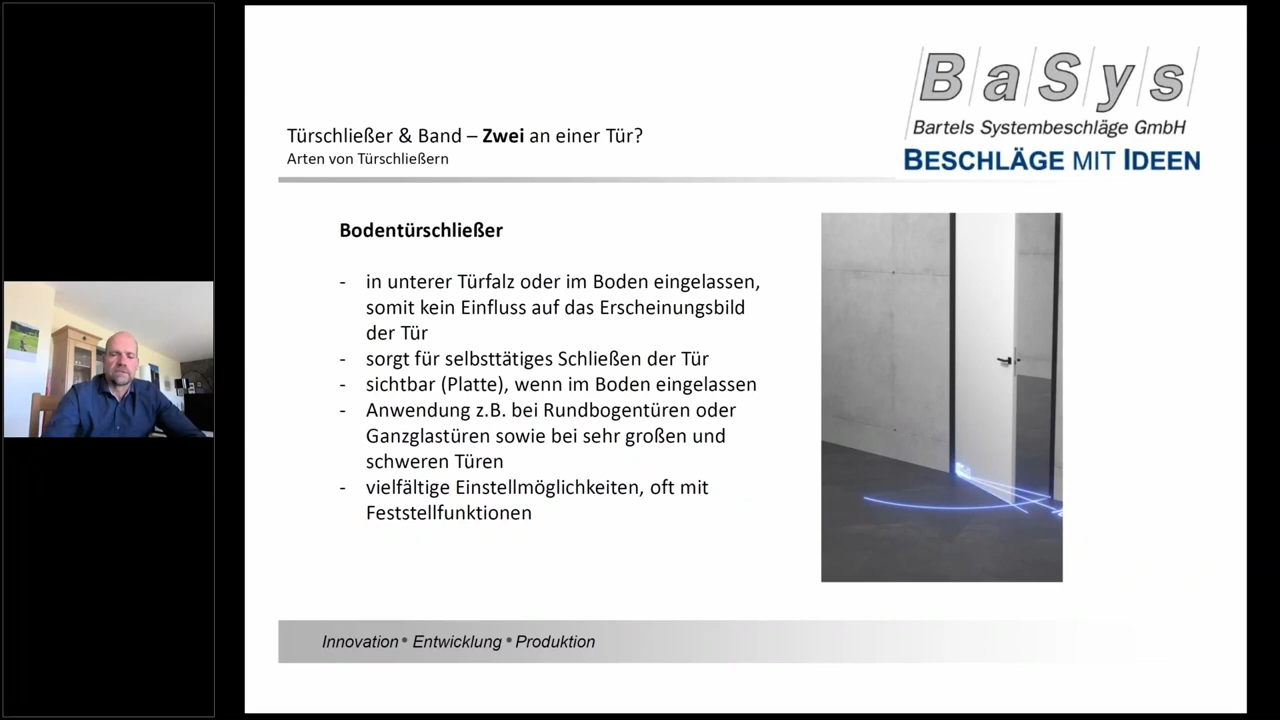 BaSys
Bartels Systembeschläge GmbH
BESCHLÄGE MIT IDEEN
Türschließer & Band – Zwei an einer Tür?
Arten von Türschließern
Bodentürschließer
- in unterer Türfalz oder im Boden eingelassen,
somit kein Einfluss auf das Erscheinungsbild
der Tür
- sorgt für selbsttätiges Schließen der Tür
- sichtbar (Platte), wenn im Boden eingelassen
- Anwendung z.B. bei Rundbogentüren oder
Ganzglastüren sowie bei sehr großen und
schweren Türen
- vielfältige Einstellmöglichkeiten, oft mit
Feststellfunktionen
Innovation • Entwicklung • Produktion